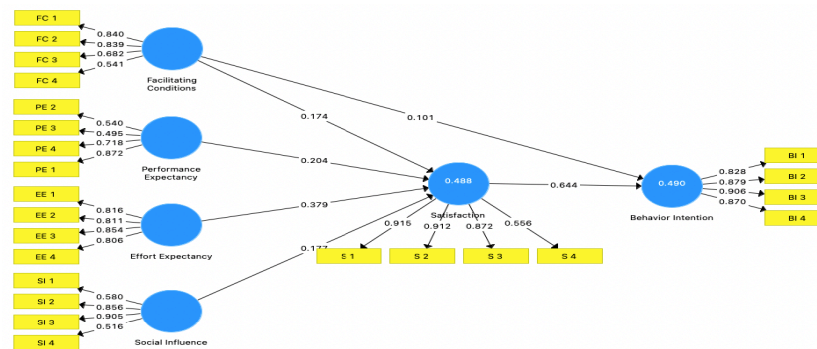 FC 1
FC 2
FC 3
FC 4
0.840
0.839
0.682
0.541
Facilitating
Conditions
PE 2
PE 3
PE 4
PE 1
0.540
0.495
0.718
0.872
Performance
Expectancy
EE 1
EE 2
EE 3
EE 4
0.816
0.811
0.854
0.806
Effort Expectancy
SI 1
SI 2
SI 3
SI 4
0.580
0.856
0.905
0.516
Social Influence
0.174
0.101
0.204
0.379
0.177
0.488
Satisfaction
0.915
0.912
0.872
0.556
S 1
S 2
S 3
S 4
0.644
0.490
Behavior Intention
0.828
0.879
0.906
0.870
BI 1
BI 2
BI 3
BI 4